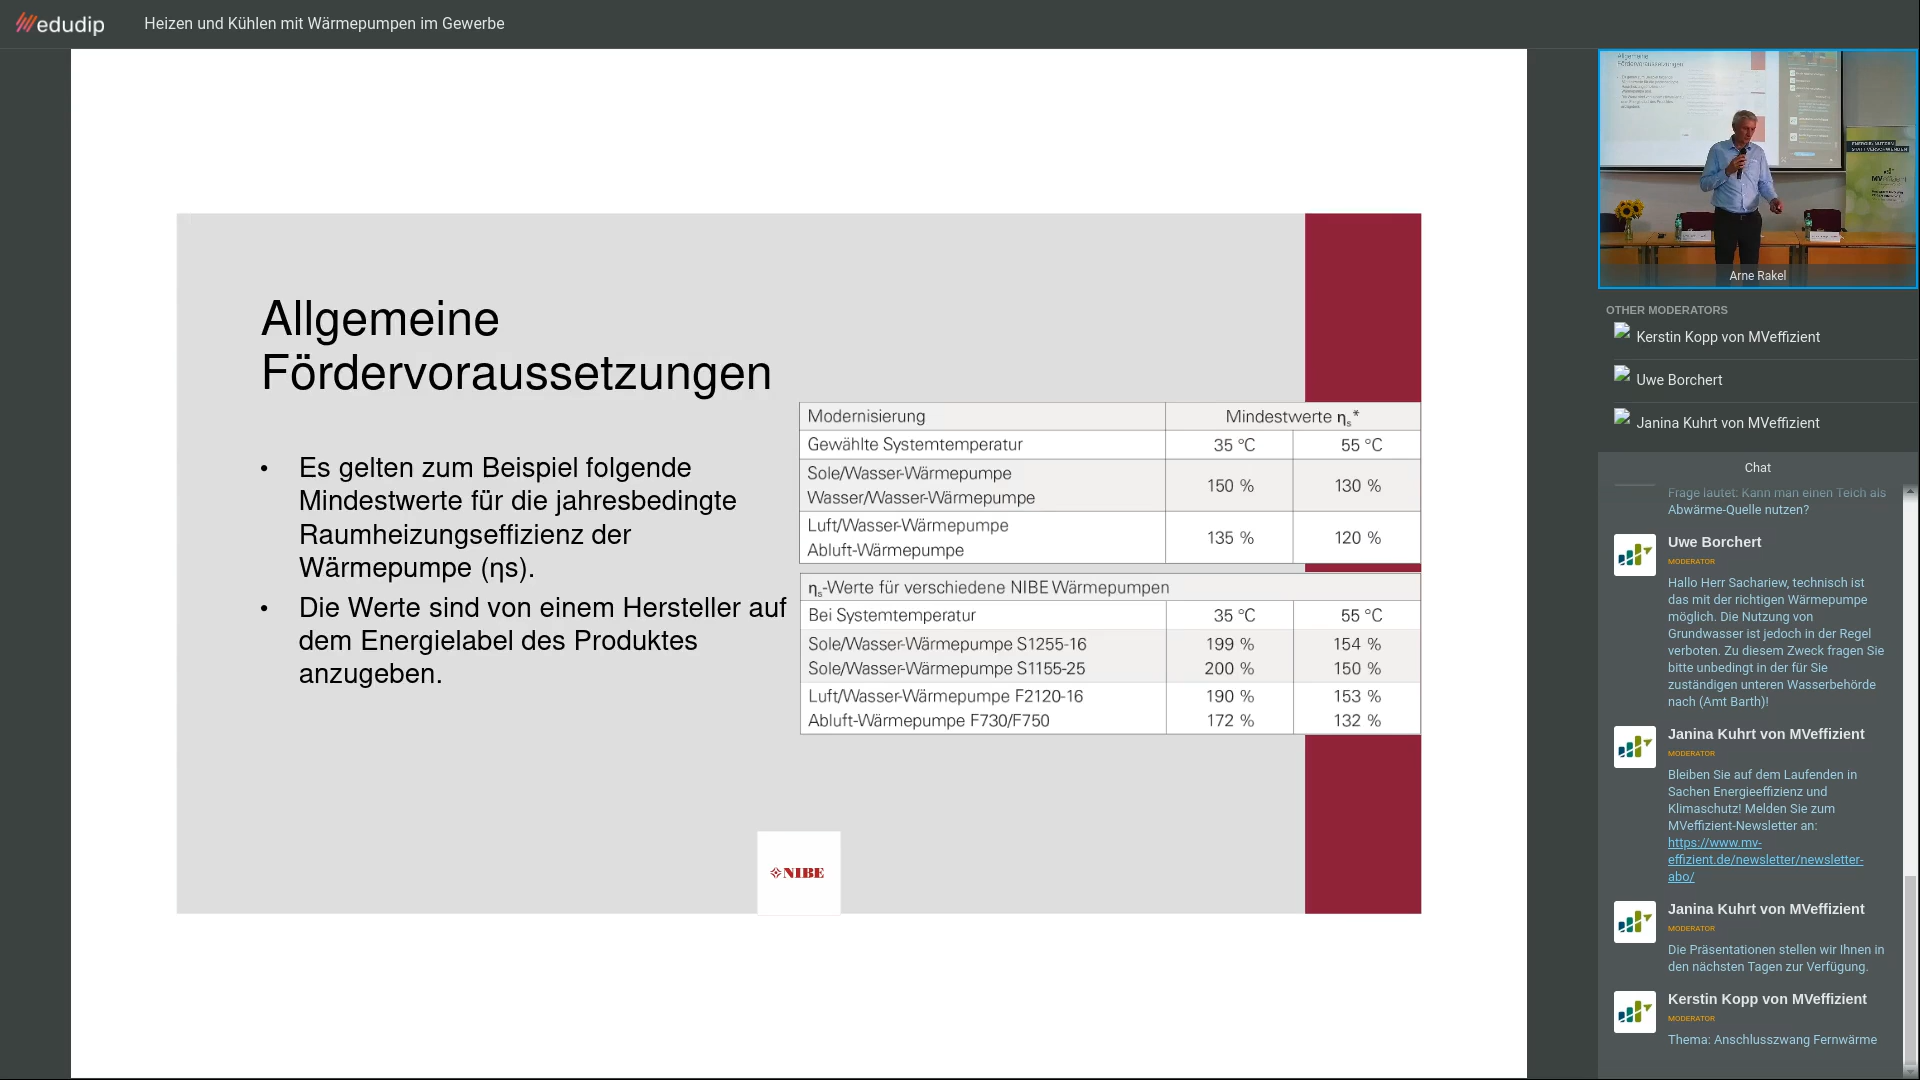 edudip
Heizen und Kühlen mit Wärmepumpen im Gewerbe
Allgemeine
Fördervoraussetzungen
• Es gelten zum Beispiel folgende
Mindestwerte für die jahresbedingte
Raumheizungseffizienz der
Wärmepumpe (ηs).
• Die Werte sind von einem Hersteller auf
dem Energielabel des Produktes
anzugeben.
Modernisierung Mindestwerte ηs*
Gewählte Systemtemperatur 35 °C 55 °C
Sole/Wasser-Wärmepumpe
Wasser/Wasser-Wärmepumpe 150 % 130 %
Luft/Wasser-Wärmepumpe
Abluft-Wärmepumpe 135 % 120 %
ηs-Werte für verschiedene NIBE Wärmepumpen
Bei Systemtemperatur 35 °C 55 °C
Sole/Wasser-Wärmepumpe S1255-16 199 % 154 %
Sole/Wasser-Wärmepumpe S1155-25 200 % 150 %
Luft/Wasser-Wärmepumpe F2120-16 190 % 153 %
Abluft-Wärmepumpe F730/F750 172 % 132 %
NIBE
Allgemeine
Fördervoraussetzungen
ENERGIE NUTZEN
STATT VERSCHWENDEN
MVeffizient
Arne Rakel
OTHER MODERATORS
Kerstin Kopp von MVeffizient
Uwe Borchert
Janina Kuhrt von MVeffizient
Chat
Frage lautet: Kann man einen Teich als
Abwärme-Quelle nutzen?
Uwe Borchert
MODERATOR
Hallo Herr Sachariew, technisch ist
das mit der richtigen Wärmepumpe
möglich. Die Nutzung von
Grundwasser ist jedoch in der Regel
verboten. Zu diesem Zweck fragen Sie
bitte unbedingt in der für Sie
zuständigen unteren Wasserbehörde
nach (Amt Barth)!
Janina Kuhrt von MVeffizient
MODERATOR
Bleiben Sie auf dem Laufenden in
Sachen Energieeffizienz und
Klimaschutz! Melden Sie zum
MVeffizient-Newsletter an:
https://www.mv-
effizient.de/newsletter/newsletter-
abo/
Janina Kuhrt von MVeffizient
MODERATOR
Die Präsentationen stellen wir Ihnen in
den nächsten Tagen zur Verfügung.
Kerstin Kopp von MVeffizient
MODERATOR
Thema: Anschlusszwang Fernwärme